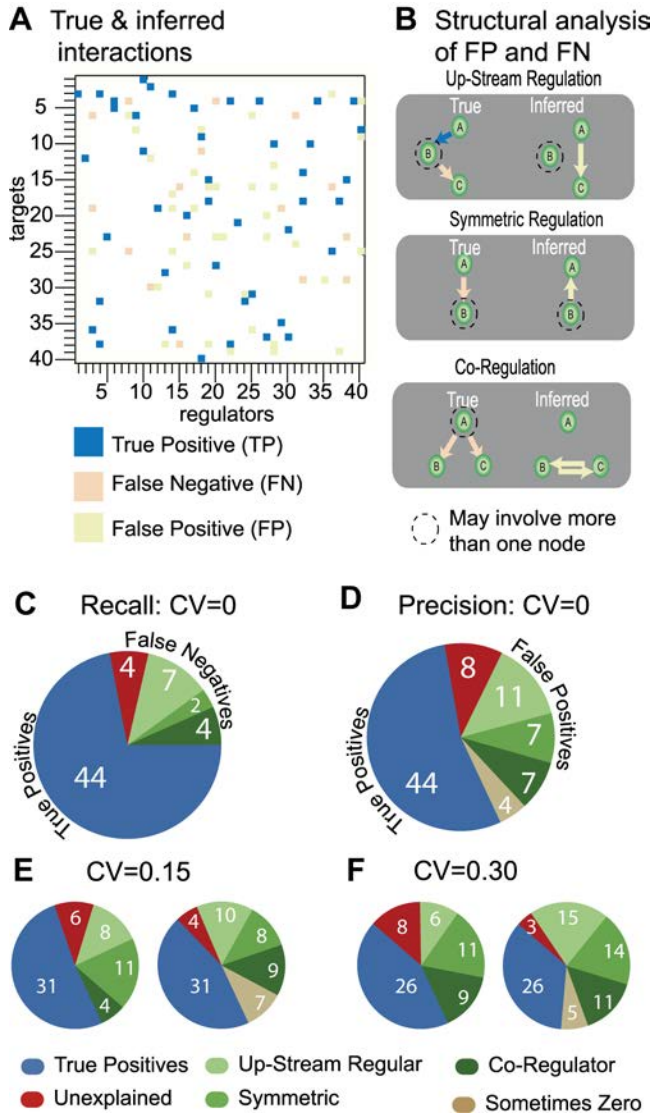 A True & inferred
interactions
5
10
15
20
25
30
35
40
targets
5 10 15 20 25 30 35 40
regulators
True Positive (TP)
False Negative (FN)
False Positive (FP)
B Structural analysis
of FP and FN
Up-Stream Regulation
True Inferred
A A
B B
C C
Symmetric Regulation
True Inferred
A A
B B
Co-Regulation
True Inferred
A A
B C B C
May involve more
than one node
C Recall: CV=0
False Negatives
4 7 2 4
44
True Positives
D Precision: CV=0
False Positives
8 11 7 7 4
44
True Positives
E CV=0.15
6 8 11 4 31
4 10 8 9 7 31
F CV=0.30
8 6 11 9 26
3 15 14 11 5 26
True Positives Up-Stream Regular Co-Regulator
Unexplained Symmetric Sometimes Zero